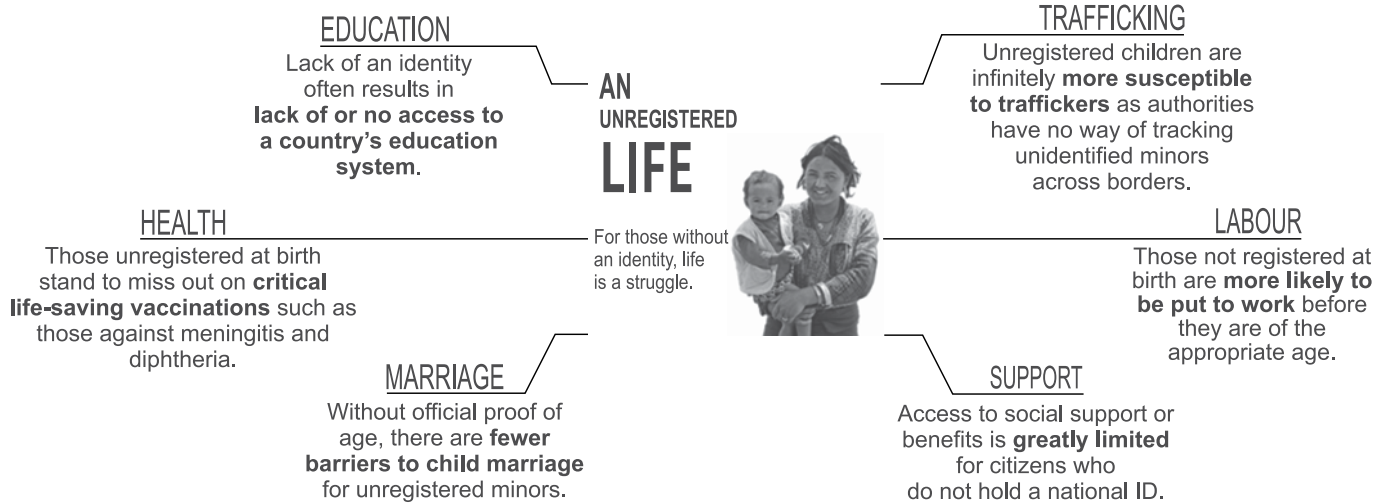 AN
UNREGISTERED
LIFE
For those without
an identity, life
is a struggle.
EDUCATION
Lack of an identity
often results in
lack of or no access to
a country's education
system.
HEALTH
Those unregistered at birth
stand to miss out on critical
life-saving vaccinations such as
those against meningitis and
diphtheria.
MARRIAGE
Without official proof of
age, there are fewer
barriers to child marriage
for unregistered minors.
TRAFFICKING
Unregistered children are
infinitely more susceptible
to traffickers as authorities
have no way of tracking
unidentified minors
across borders.
LABOUR
Those not registered at
birth are more likely to
be put to work before
they are of the
appropriate age.
SUPPORT
Access to social support or
benefits is greatly limited
for citizens who
do not hold a national ID.